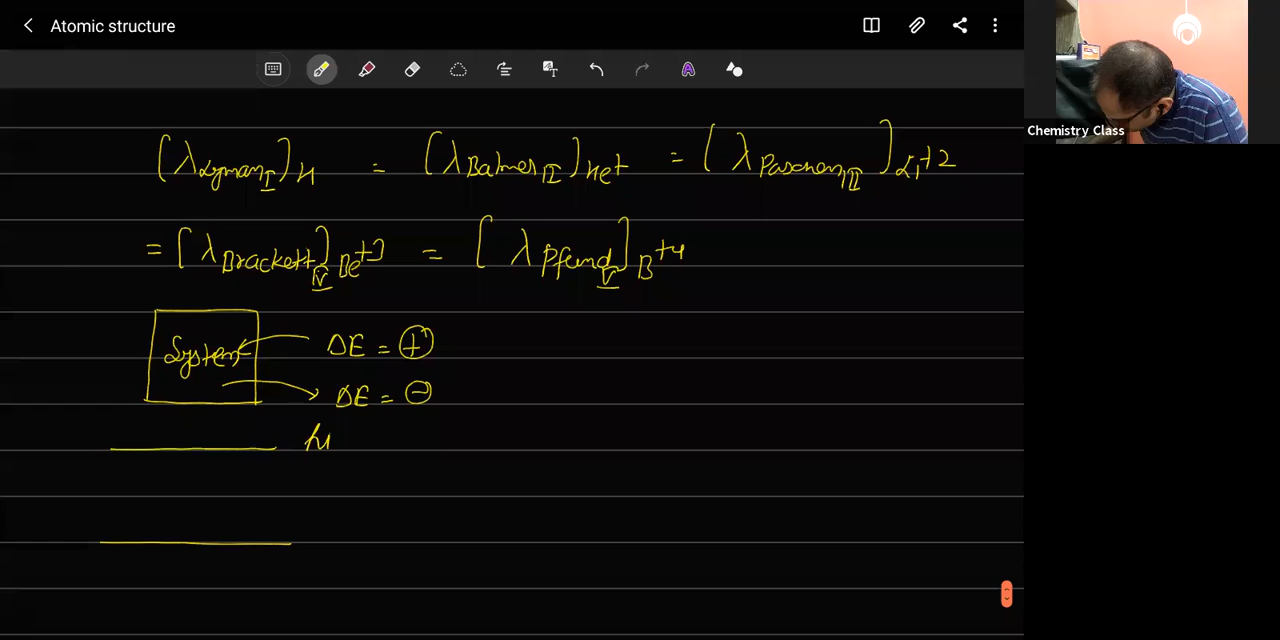 Atomic structure
Chemistry Class
[λLyman I]H = [λBalmer II]He+ = [λPaschen III]Li+2
= [λBrackett IV]Be+3 = [λPfund V]B+4
System ΔE = +
ΔE = -